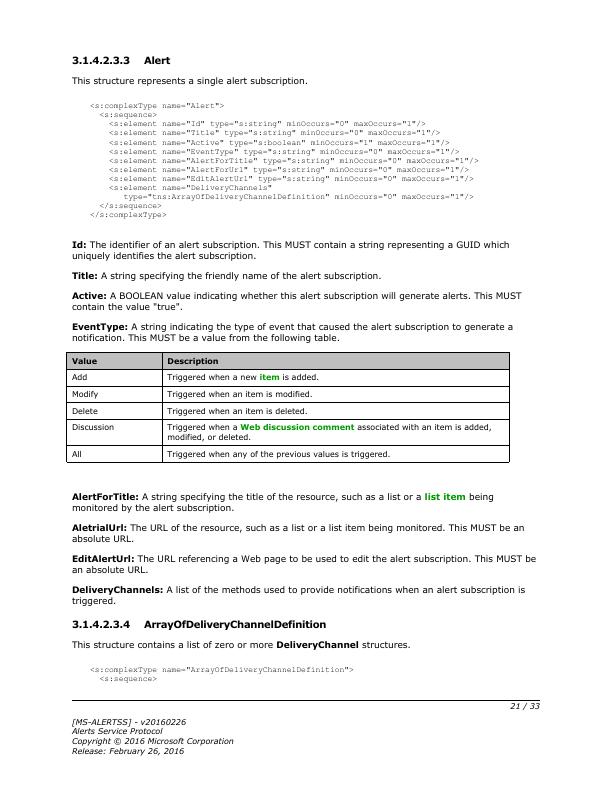 3.1.4.2.3.3 Alert
This structure represents a single alert subscription.
<s:complexType name="Alert">
<s:sequence>
<s:element name="Id" type="s:string" minOccurs="0" maxOccurs="1"/>
<s:element name="Title" type="s:string" minOccurs="0" maxOccurs="1"/>
<s:element name="Active" type="s:boolean" minOccurs="1" maxOccurs="1"/>
<s:element name="EventType" type="s:string" minOccurs="0" maxOccurs="1"/>
<s:element name="AlertForTitle" type="s:string" minOccurs="0" maxOccurs="1"/>
<s:element name="AlertForUrl" type="s:string" minOccurs="0" maxOccurs="1"/>
<s:element name="EditAlertUrl" type="s:string" minOccurs="0" maxOccurs="1"/>
<s:element name="DeliveryChannels"
type="tns:ArrayOfDeliveryChannelDefinition" minOccurs="0" maxOccurs="1"/>
</s:sequence>
</s:complexType>
Id: The identifier of an alert subscription. This MUST contain a string representing a GUID which
uniquely identifies the alert subscription.
Title: A string specifying the friendly name of the alert subscription.
Active: A BOOLEAN value indicating whether this alert subscription will generate alerts. This MUST
contain the value "true".
EventType: A string indicating the type of event that caused the alert subscription to generate a
notification. This MUST be a value from the following table.
Value Description
Add Triggered when a new item is added.
Modify Triggered when an item is modified.
Delete Triggered when an item is deleted.
Discussion Triggered when a Web discussion comment associated with an item is added,
modified, or deleted.
All Triggered when any of the previous values is triggered.
AlertForTitle: A string specifying the title of the resource, such as a list or a list item being
monitored by the alert subscription.
AletrialUrl: The URL of the resource, such as a list or a list item being monitored. This MUST be an
absolute URL.
EditAlertUrl: The URL referencing a Web page to be used to edit the alert subscription. This MUST be
an absolute URL.
DeliveryChannels: A list of the methods used to provide notifications when an alert subscription is
triggered.
3.1.4.2.3.4 ArrayOfDeliveryChannelDefinition
This structure contains a list of zero or more DeliveryChannel structures.
<s:complexType name="ArrayOfDeliveryChannelDefinition">
<s:sequence>
21 / 33
[MS-ALERTSS] - v20160226
Alerts Service Protocol
Copyright © 2016 Microsoft Corporation
Release: February 26, 2016